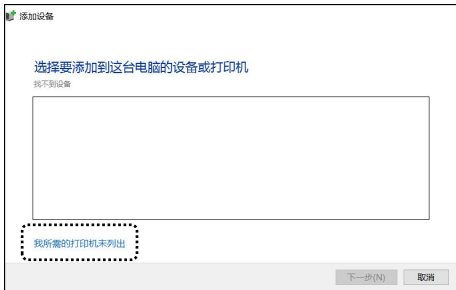 添加设备
选择要添加到这台电脑的设备或打印机
找不到设备
我所需的打印机未列出
下一步(N)
取消